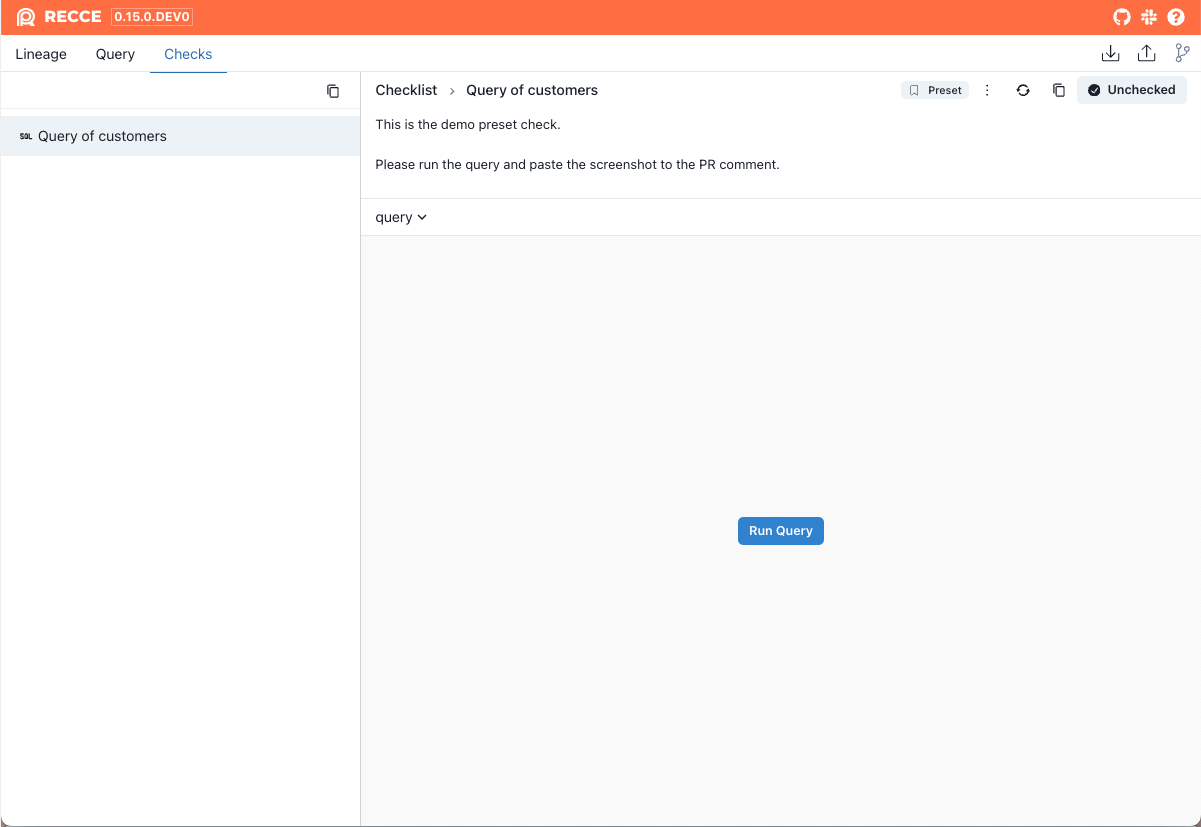 RECCE 0.15.0.DEV0
Lineage Query Checks
Checklist > Query of customers Preset Unchecked
SQL Query of customers
This is the demo preset check.
Please run the query and paste the screenshot to the PR comment.
query
Run Query